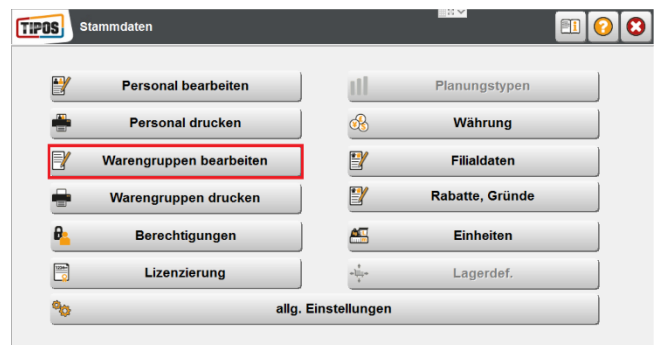 TIPOS Stammdaten
Personal bearbeiten
Planungstypen
Personal drucken
Währung
Warengruppen bearbeiten
Filialdaten
Warengruppen drucken
Rabatte, Gründe
Berechtigungen
Einheiten
Lizenzierung
Lagerdef.
allg. Einstellungen